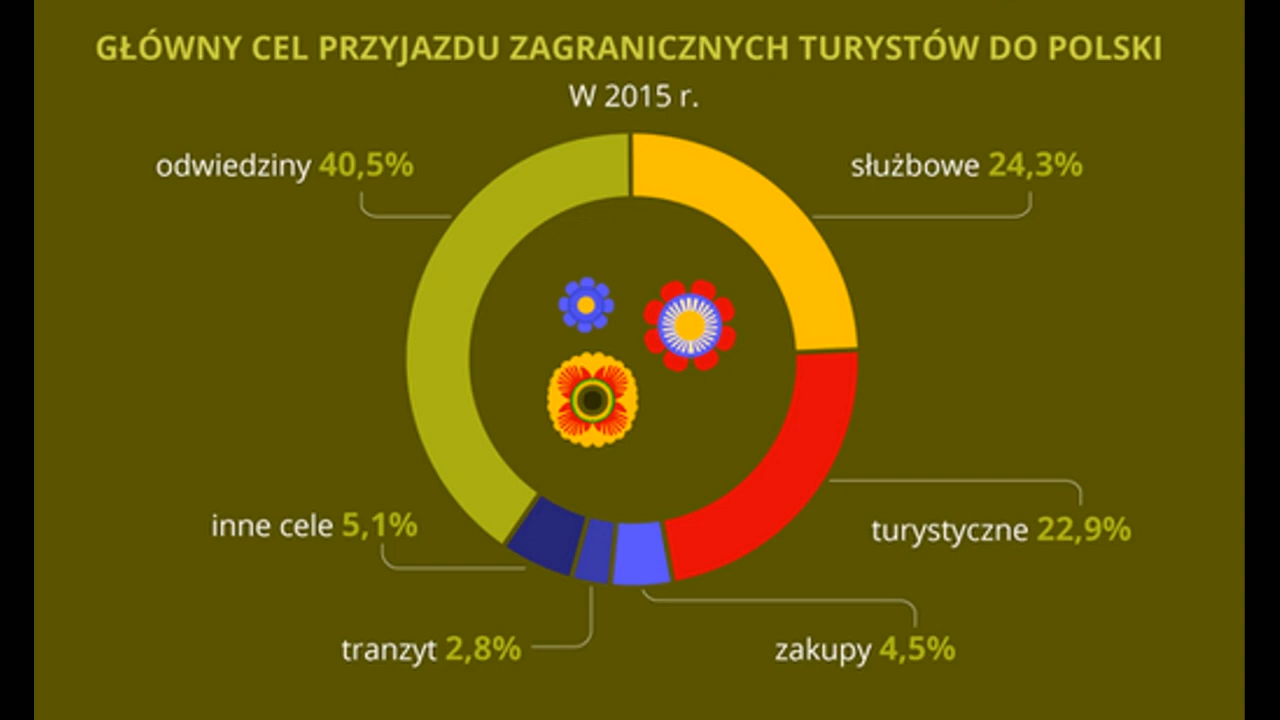 GŁÓWNY CEL PRZYJAZDU ZAGRANICZNYCH TURYSTÓW DO POLSKI
W 2015 r.
odwiedziny 40,5%
służbowe 24,3%
inne cele 5,1%
turystyczne 22,9%
tranzyt 2,8%
zakupy 4,5%